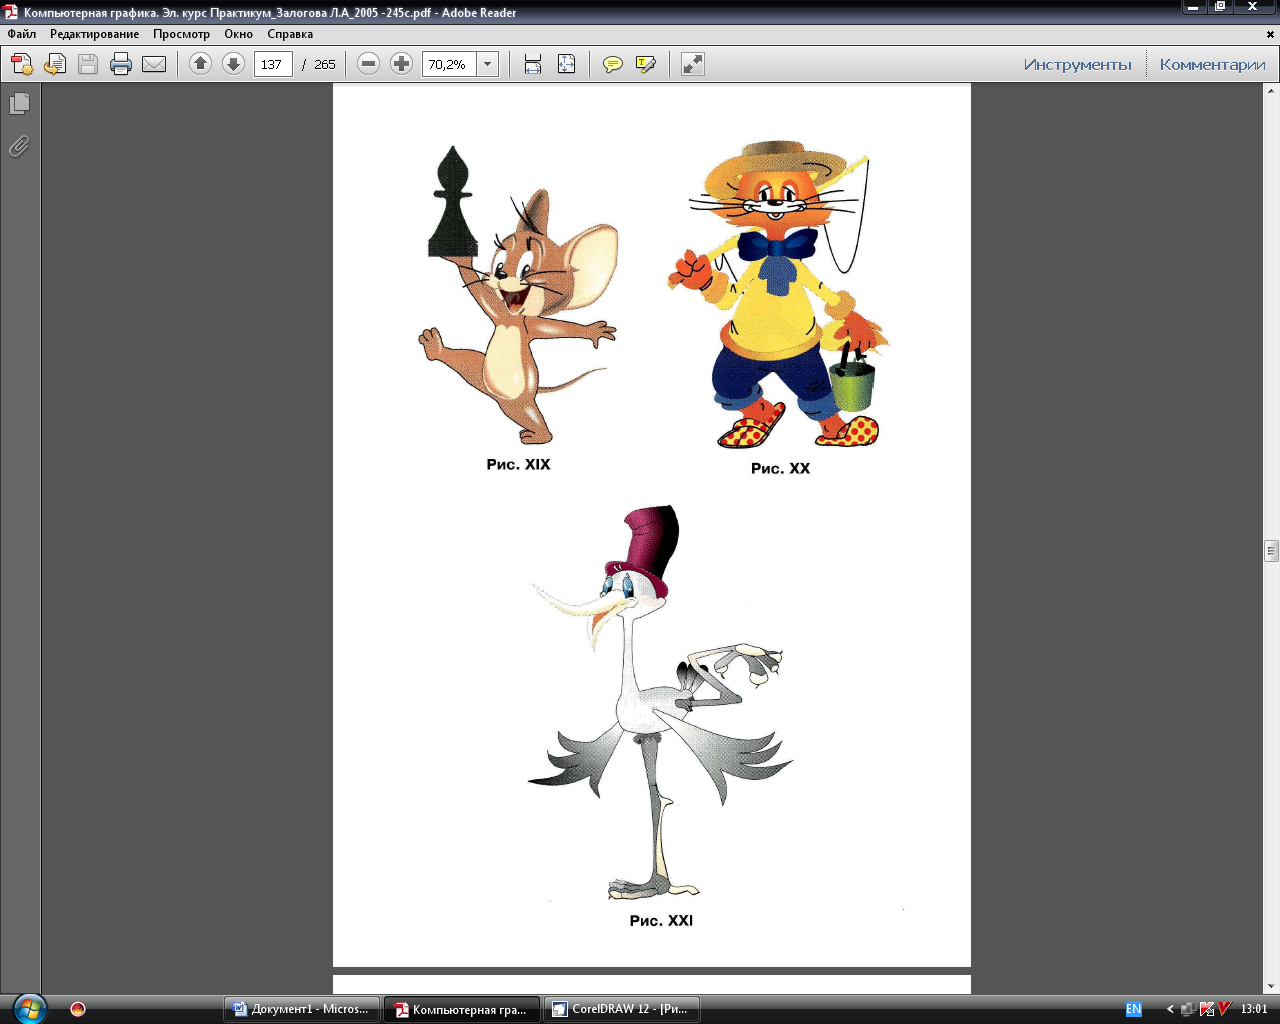 Компьютерная графика. Эл. курс Практикум_Залогова Л.А_2005 -245с.pdf - Adobe Reader
Файл Редактирование Просмотр Окно Справка
137 / 265 70,2% Инструменты Комментарии
Рис. XIX
Рис. XX
Рис. XXI
Документ1 - Micros... Компьютерная гра... CorelDRAW 12 - [Ри... EN 13:01